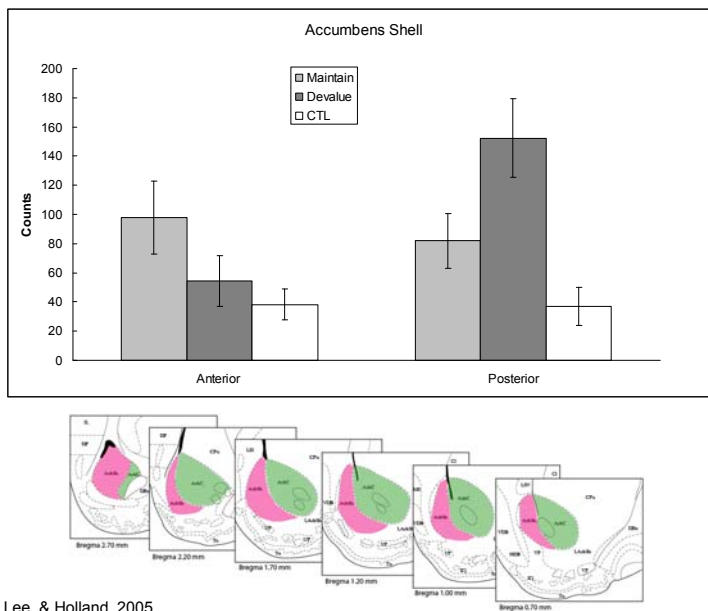 Accumbens Shell
200
180
160
140
120
100
80
60
40
20
0
Counts
Maintain
Devalue
CTL
Anterior
Posterior
CPu
AcbC
Bregma 2.70 mm
Bregma 2.20 mm
Bregma 1.70 mm
Bregma 1.20 mm
Bregma 1.00 mm
Bregma 0.70 mm
Lee, & Holland, 2005